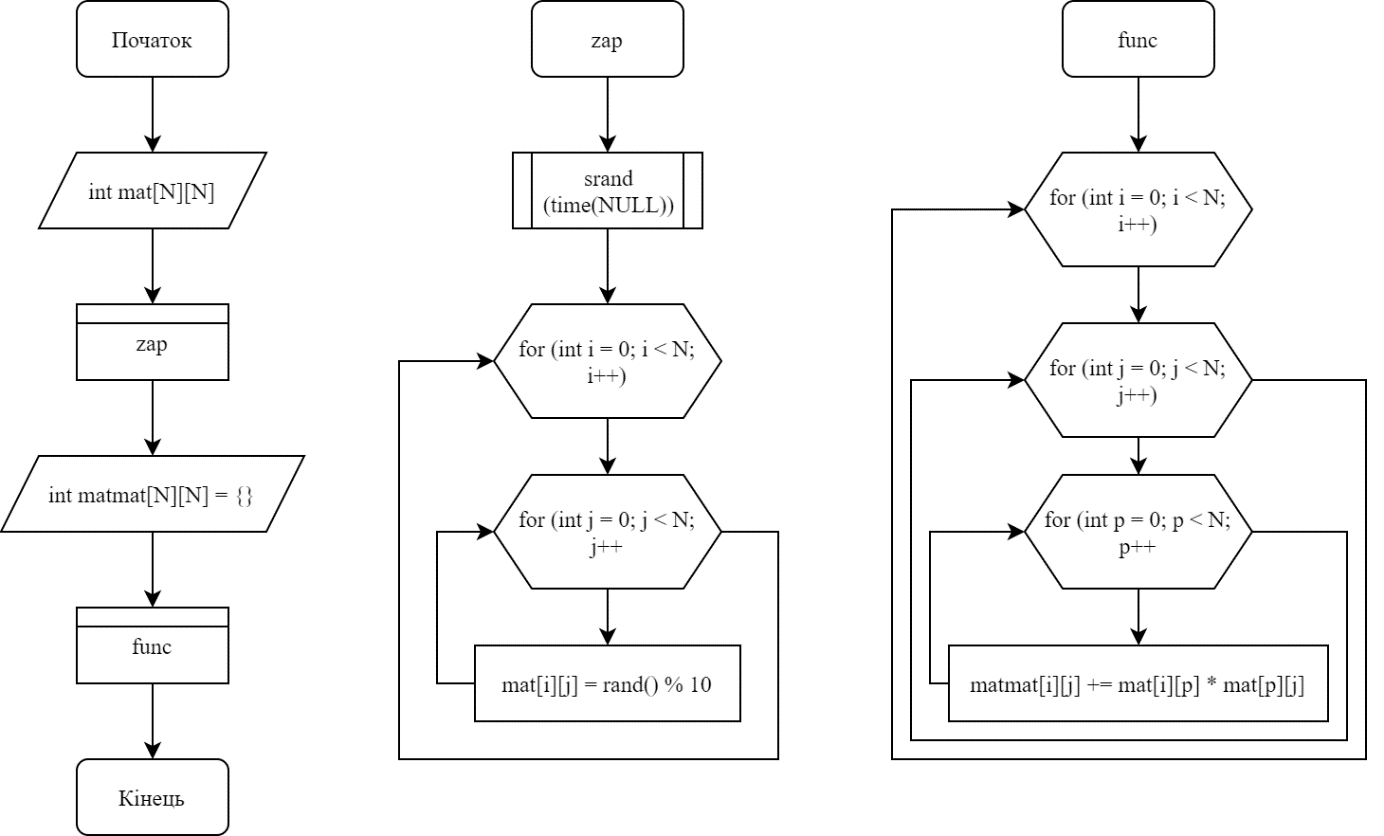 Початок
int mat[N][N]
zap
int matmat[N][N] = {}
func
Кінець
zap
srand
(time(NULL))
for (int i = 0; i < N;
i++)
for (int j = 0; j < N;
j++
mat[i][j] = rand() % 10
func
for (int i = 0; i < N;
i++)
for (int j = 0; j < N;
j++)
for (int p = 0; p < N;
p++
matmat[i][j] += mat[i][p] * mat[p][j]